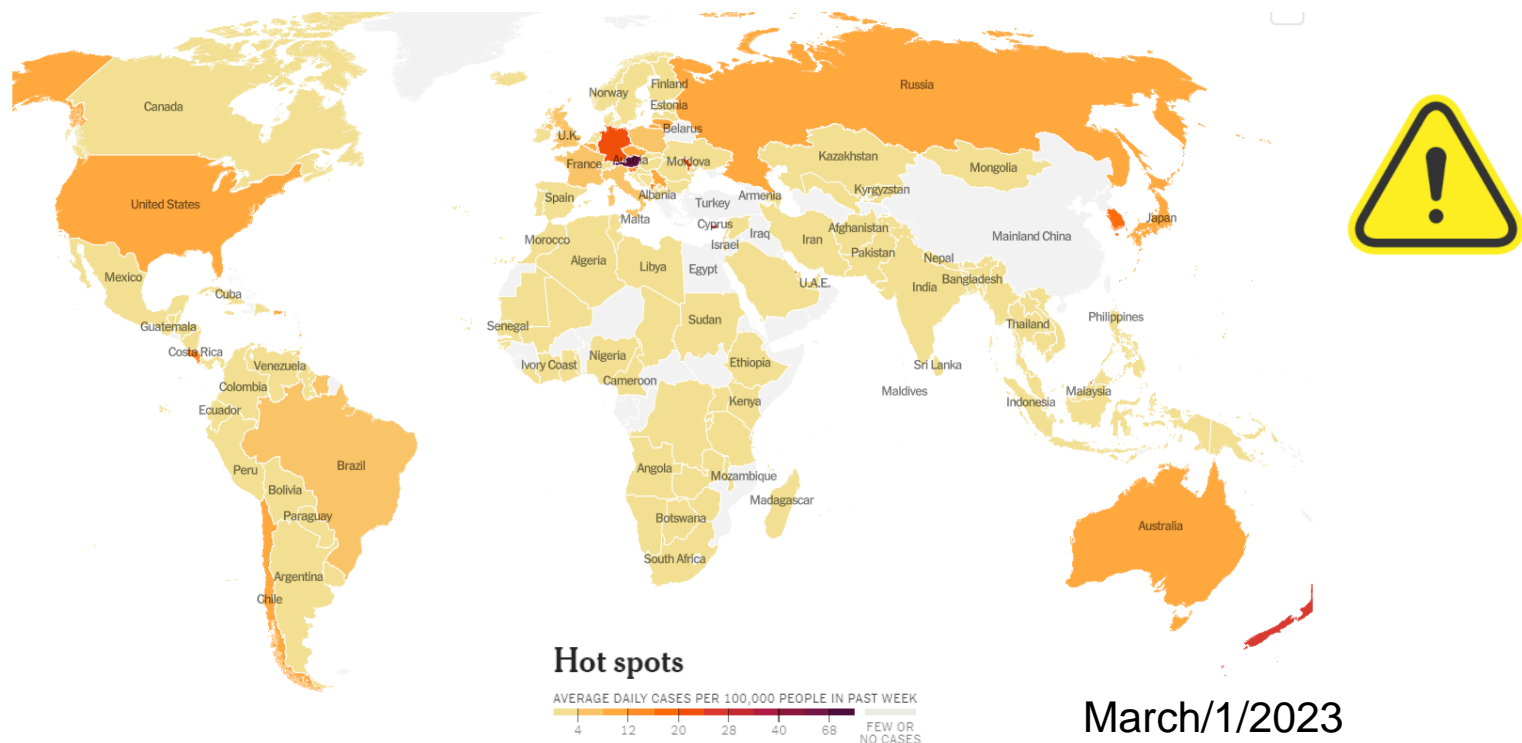 Russia
Finland
Norway
Canada
Estonia
U.K.
Belarus
Kazakhstan
Moldova
France
Mongolia
Kyrgyzstan
Spain
Albania
Armenia
United States
Turkey
Malta
Japan
Cyprus
Afghanistan
Iraq
Mainland China
Morocco
Israel
Iran
Algeria
Pakistan
Nepal
Libya
Egypt
Mexico
Bangladesh
U.A.E.
India
Cuba
Philippines
Sudan
Guatemala
Senegal
Thailand
Costa Rica
Nigeria
Ethiopia
Venezuela
Ivory Coast
Sri Lanka
Cameroon
Colombia
Maldives
Malaysia
Kenya
Indonesia
Ecuador
Brazil
Peru
Angola
Mozambique
Bolivia
Madagascar
Paraguay
Botswana
Australia
South Africa
Argentina
Chile
Hot spots
AVERAGE DAILY CASES PER 100,000 PEOPLE IN PAST WEEK
4 12 20 28 40 68 FEW OR
NO CASES
March/1/2023
!